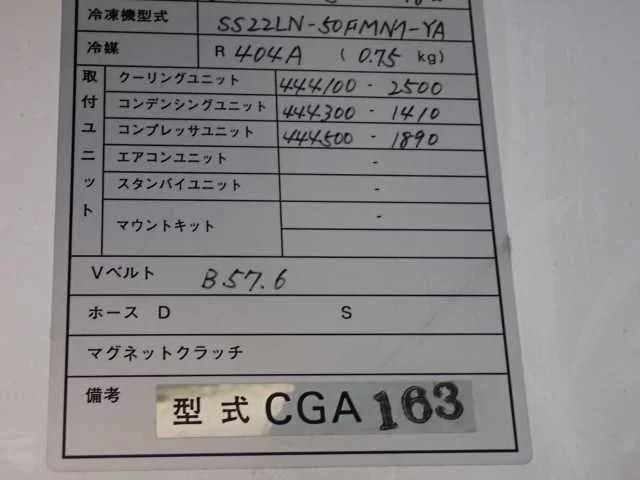 冷凍機型式 SS22LN-50FMN1-YA
冷媒 R 404A ( 0.75 kg)
取付ユニット
クーリングユニット 444100 - 2500
コンデンシングユニット 444300 - 1410
コンプレッサユニット 444500 - 1890
エアコンユニット -
スタンバイユニット -
マウントキット -
Vベルト B57.6
ホース D S
マグネットクラッチ
備考 型式 CGA 163